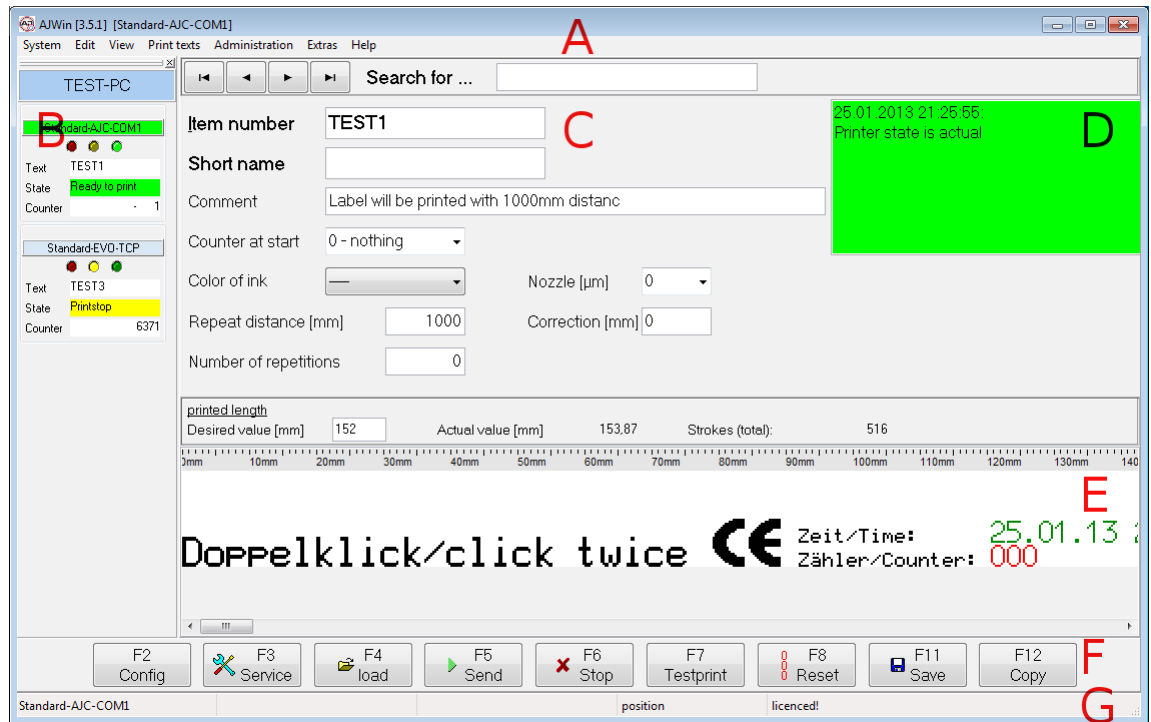 AJWin [3.5.1] [Standard-AJC-COM1]
System Edit View Print texts Administration Extras Help
A
TEST-PC
Search for ...
B
Standard-AJC-COM1
Text TEST1
State Ready to print
Counter - 1
Standard-EVO-TCP
Text TEST3
State Printstop
Counter 6371
Item number TEST1
C
Short name
Comment Label will be printed with 1000mm distanc
Counter at start 0 - nothing
Color of ink Nozzle [µm] 0
Repeat distance [mm] 1000 Correction [mm] 0
Number of repetitions 0
25.01.2013 21:25:55:
Printer state is actual
D
printed length
Desired value [mm] 152 Actual value [mm] 153,87 Strokes (total): 516
0mm 10mm 20mm 30mm 40mm 50mm 60mm 70mm 80mm 90mm 100mm 110mm 120mm 130mm 140
E
Doppelklick/click twice CE
Zeit/Time: 25.01.13
Zähler/Counter: 000
F2 F3 F4 F5 F6 F7 F8 F11 F12
Config Service load Send Stop Testprint Reset Save Copy
F
Standard-AJC-COM1 position licenced!
G